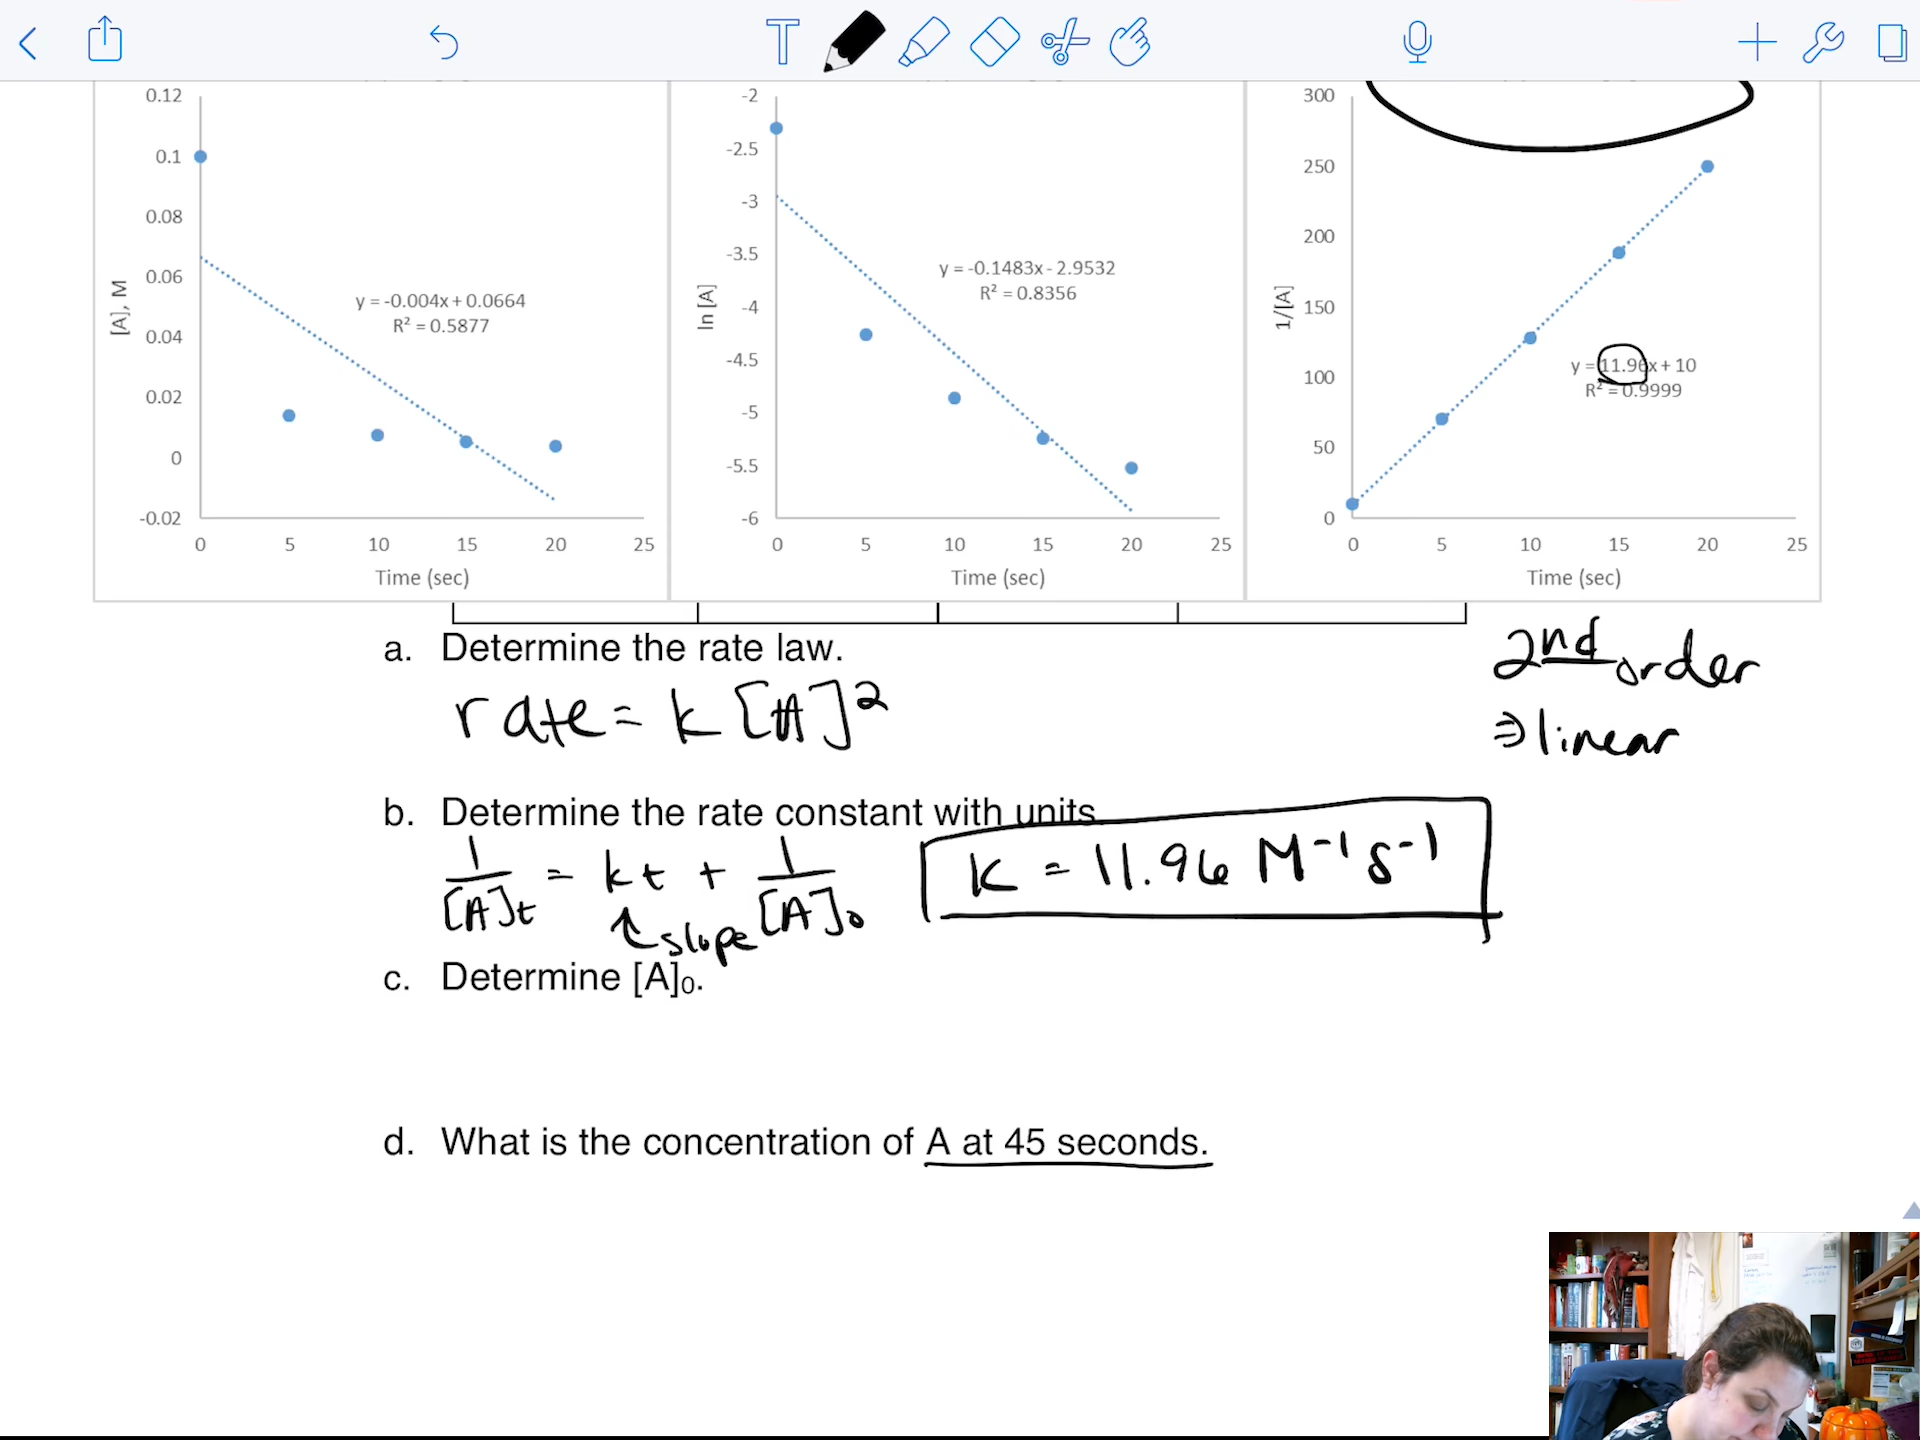 T
0.12
0.1
0.08
0.06
0.04
0.02
0
-0.02
[A], M
y = -0.004x + 0.0664
R² = 0.5877
0 5 10 15 20 25
Time (sec)
-2
-2.5
-3
-3.5
-4
-4.5
-5
-5.5
-6
ln [A]
y = -0.1483x - 2.9532
R² = 0.8356
0 5 10 15 20 25
Time (sec)
300
250
200
150
100
50
0
1/[A]
y = 11.96x + 10
R² = 0.9999
0 5 10 15 20 25
Time (sec)
2nd order
⇒ linear
a. Determine the rate law.
rate = k [A]²
b. Determine the rate constant with units.
1/[A]t = kt + 1/[A]₀
slope
K = 11.96 M⁻¹ s⁻¹
c. Determine [A]₀.
d. What is the concentration of A at 45 seconds.